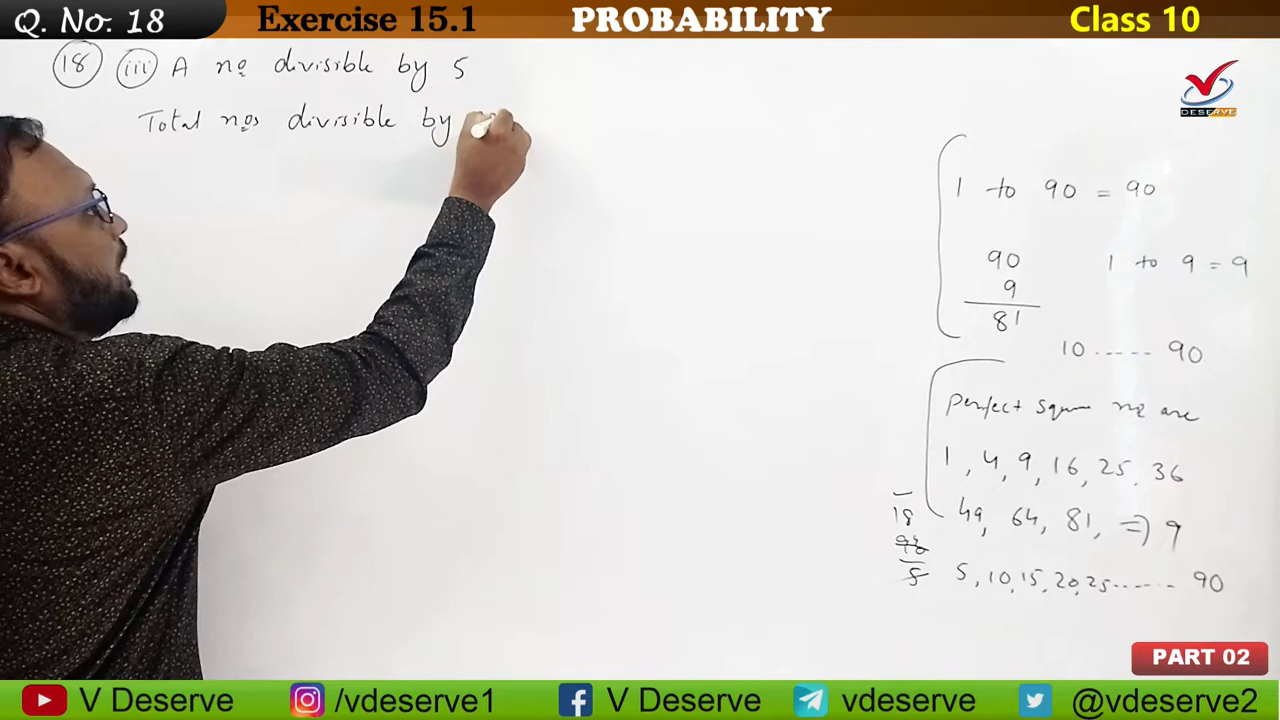 Q. No. 18
Exercise 15.1
PROBABILITY
Class 10
18 iii A no divisible by 5
Total nos divisible by
DESERVE
1 to 90 = 90
90
9
81
1 to 9 = 9
10 ...... 90
perfect square no are
1, 4, 9, 16, 25, 36
49, 64, 81, => 9
18
90
5
5, 10, 15, 20, 25 ....... 90
PART 02
V Deserve
/vdeserve1
V Deserve
vdeserve
@vdeserve2